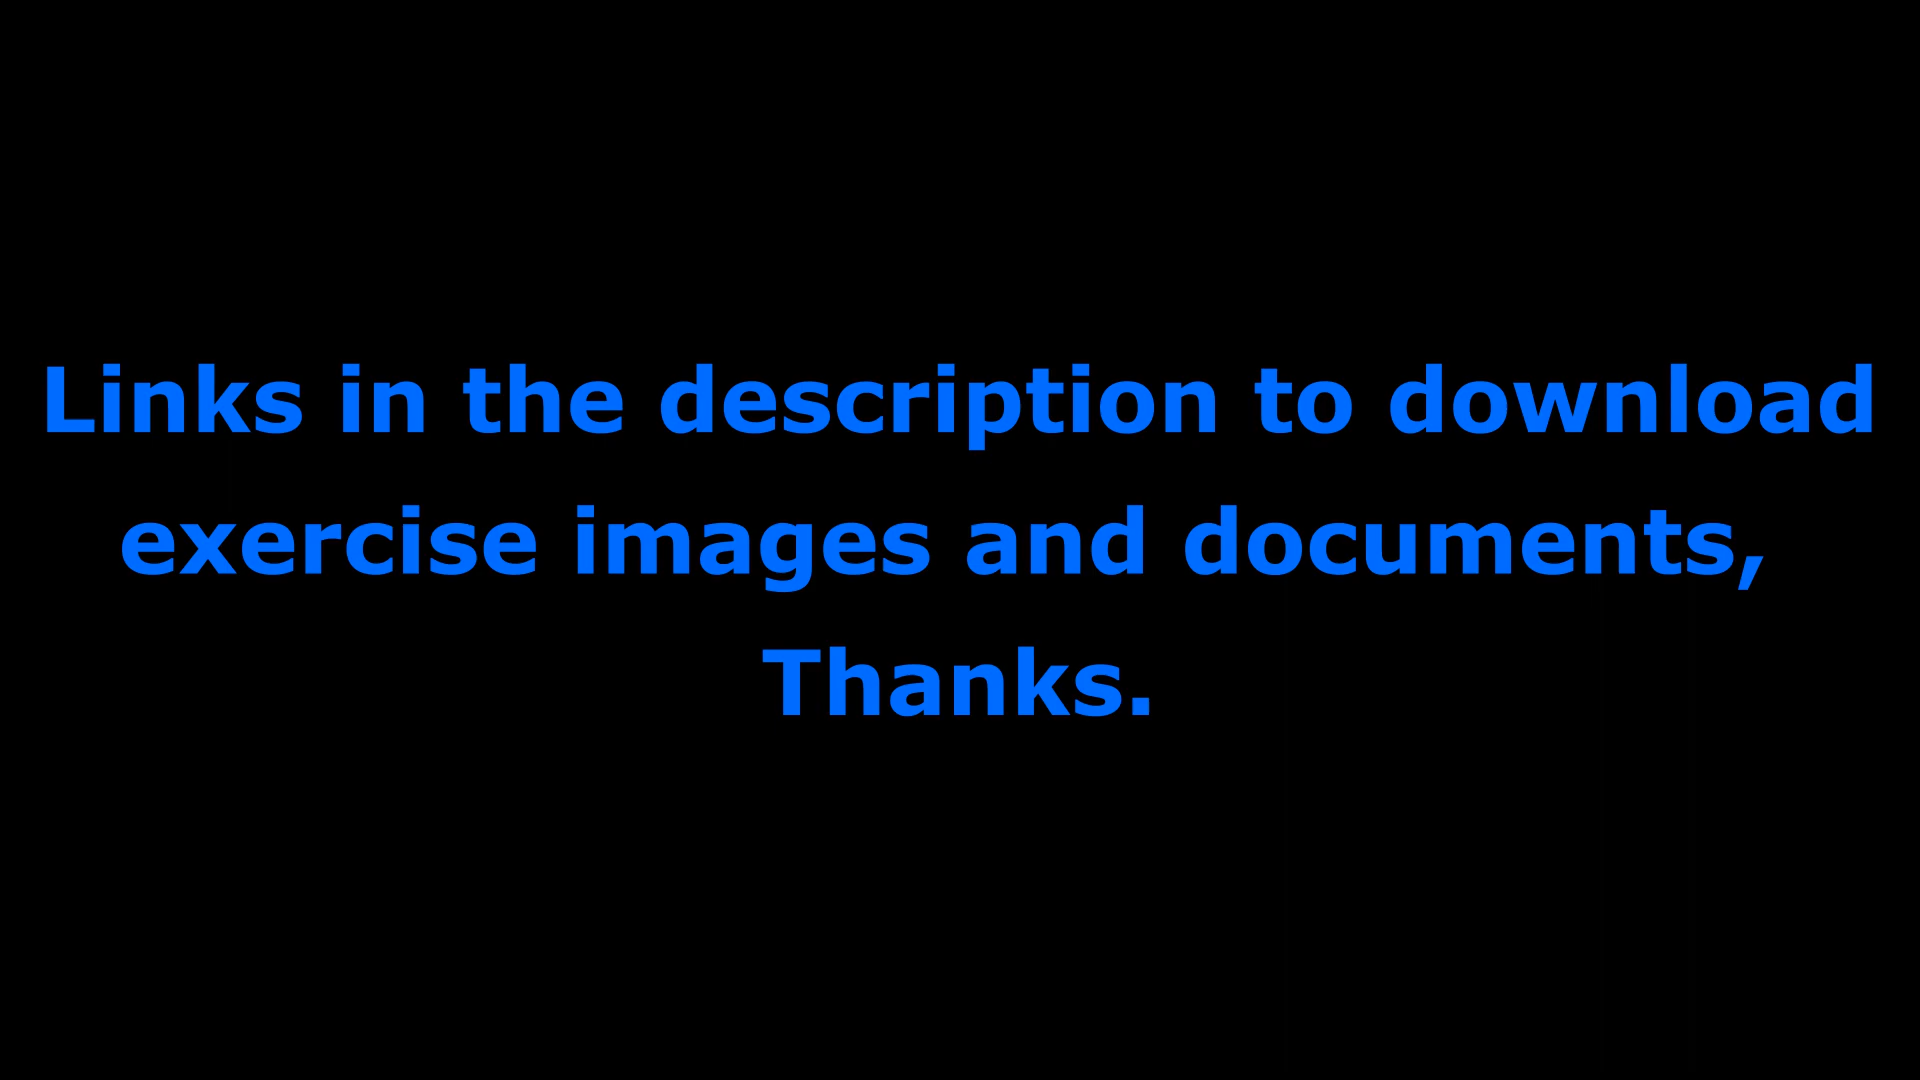 Links in the description to download
exercise images and documents,
Thanks.